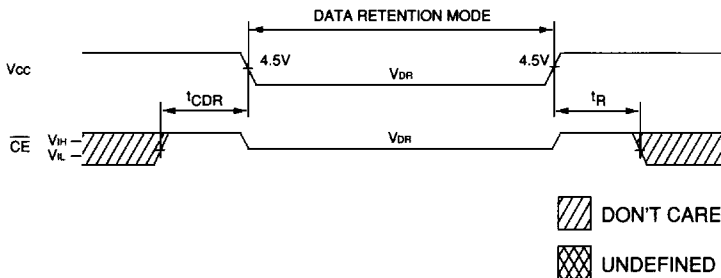 DATA RETENTION MODE
4.5V
4.5V
VCC
VDR
tCDR
tR
CE
VIH
VIL
VDR
DON'T CARE
UNDEFINED